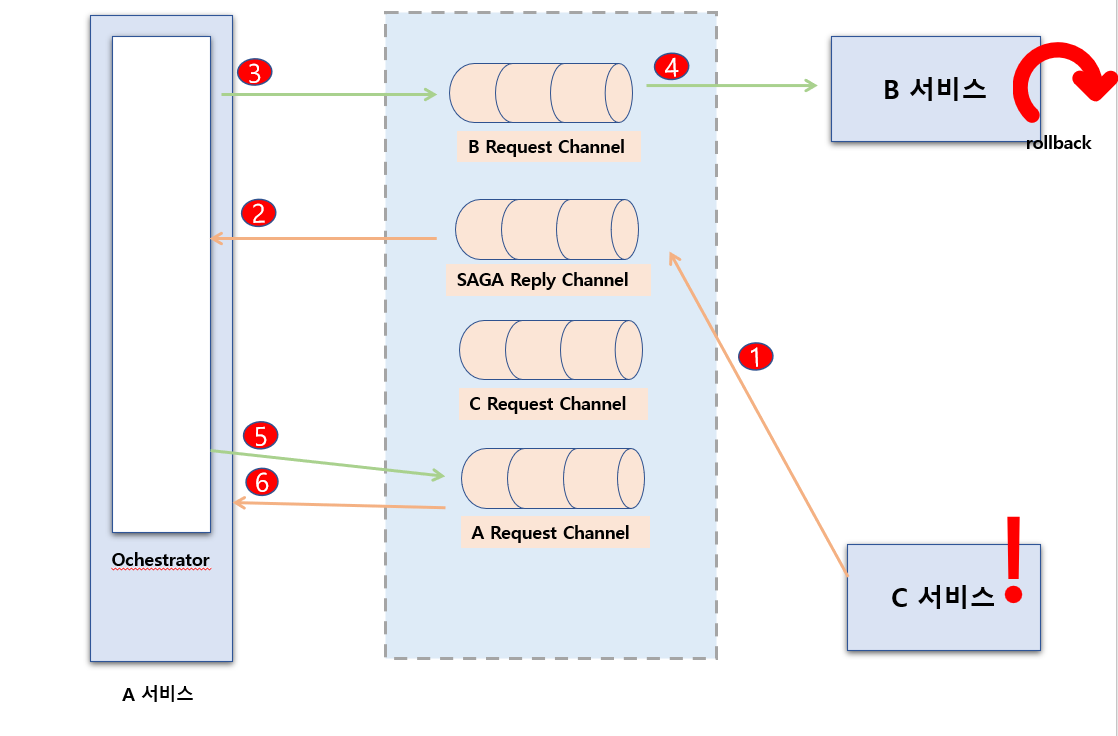 3
4
B 서비스
B Request Channel
rollback
2
SAGA Reply Channel
1
C Request Channel
5
6
A Request Channel
Ochestrator
C 서비스
!
A 서비스